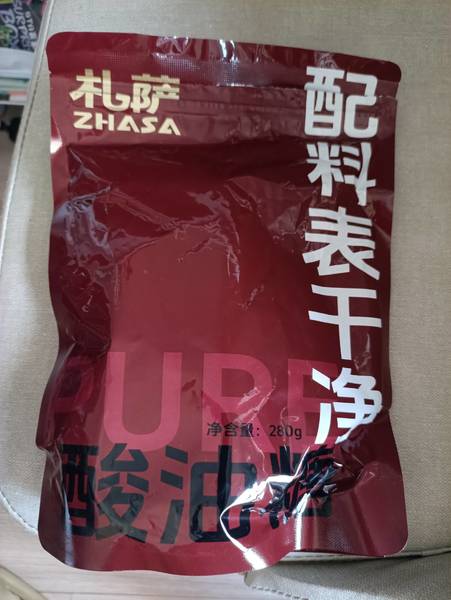 札萨
ZHASA
配料表干净
PURE
净含量：280g
酸油糖